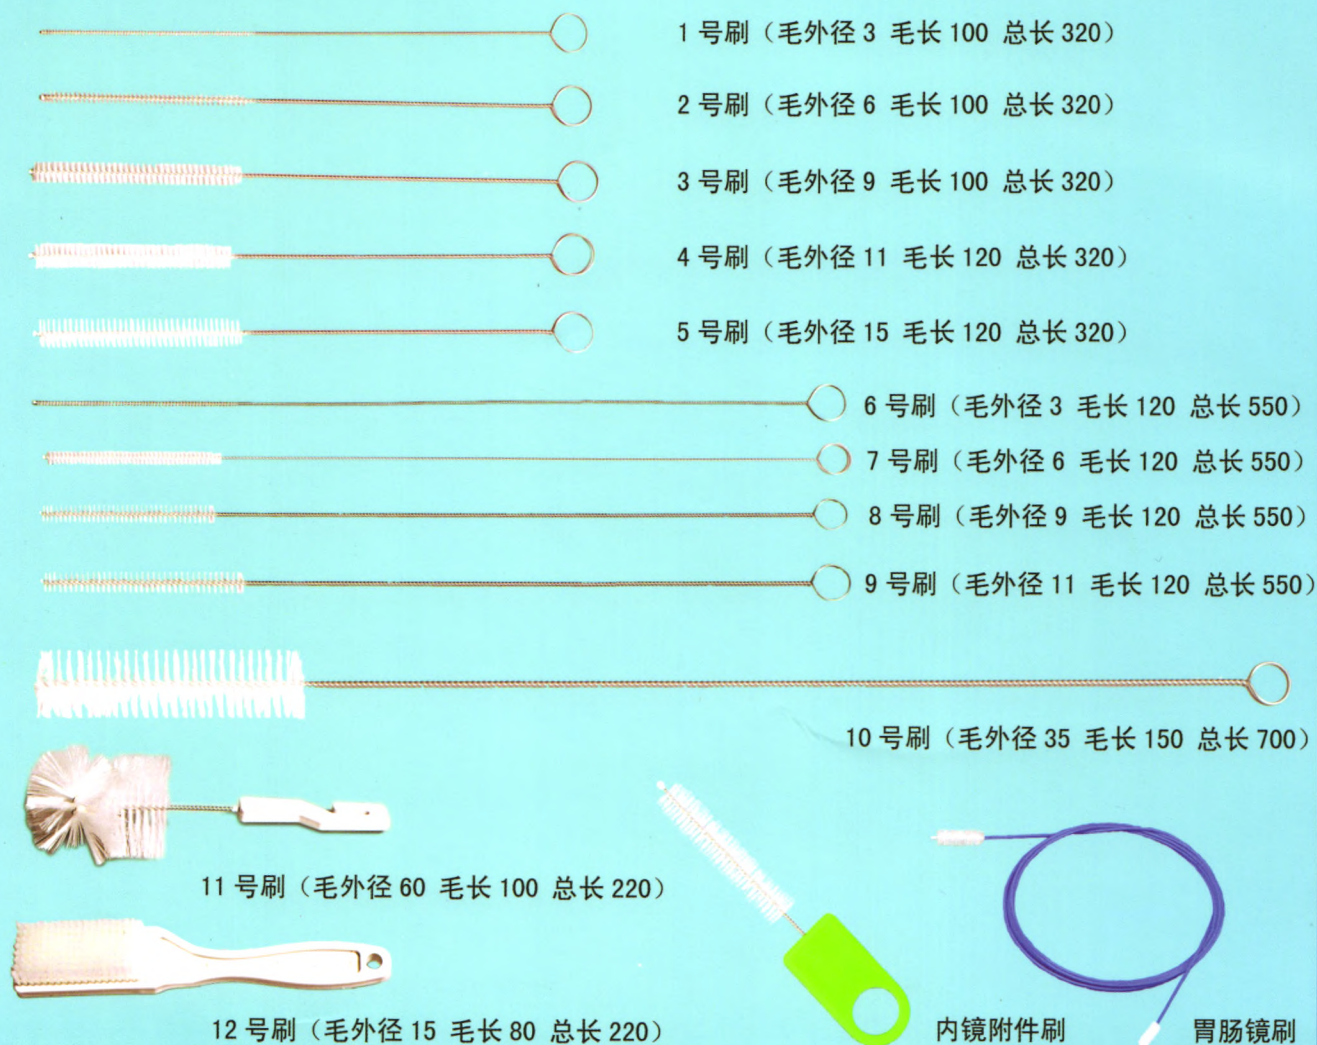 1号刷（毛外径3 毛长100 总长320）
2号刷（毛外径6 毛长100 总长320）
3号刷（毛外径9 毛长100 总长320）
4号刷（毛外径11 毛长120 总长320）
5号刷（毛外径15 毛长120 总长320）
6号刷（毛外径3 毛长120 总长550）
7号刷（毛外径6 毛长120 总长550）
8号刷（毛外径9 毛长120 总长550）
9号刷（毛外径11 毛长120 总长550）
10号刷（毛外径35 毛长150 总长700）
11号刷（毛外径60 毛长100 总长220）
12号刷（毛外径15 毛长80 总长220）
内镜附件刷
胃肠镜刷